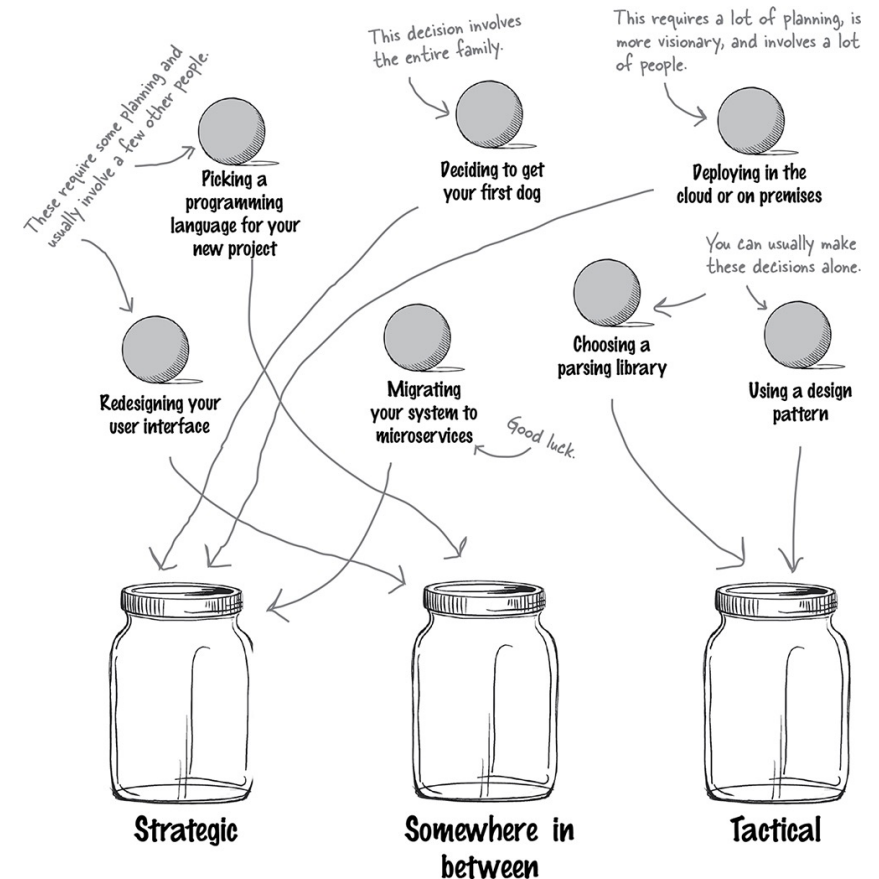 These require some planning and
usually involve a few other people.
This decision involves
the entire family.
This requires a lot of planning, is
more visionary, and involves a lot
of people.
Picking a
programming
language for your
new project
Deciding to get
your first dog
Deploying in the
cloud or on premises
You can usually make
these decisions alone.
Redesigning your
user interface
Migrating
your system to
microservices
Good luck.
Choosing a
parsing library
Using a design
pattern
Strategic
Somewhere in
between
Tactical